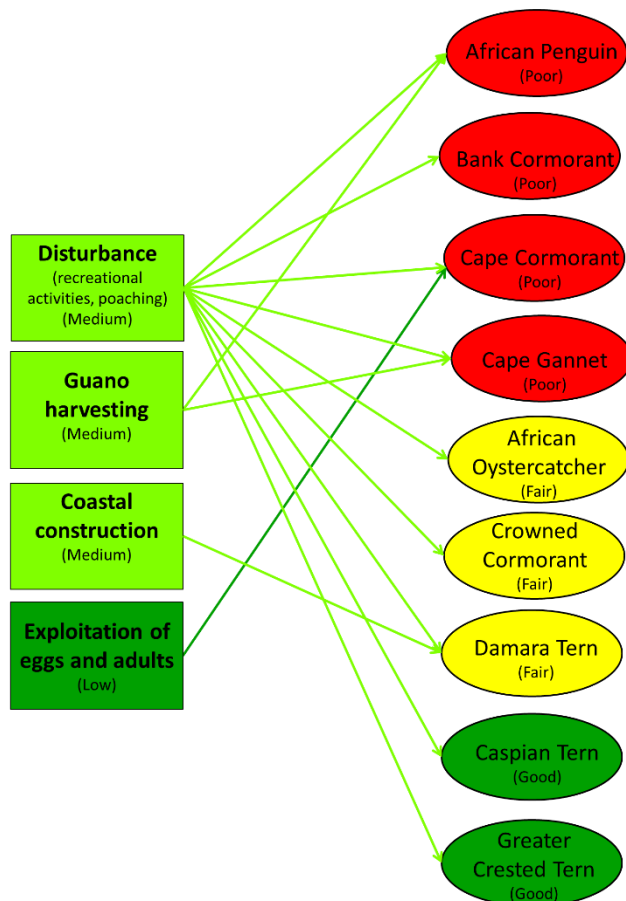 African Penguin
(Poor)
Bank Cormorant
(Poor)
Cape Cormorant
(Poor)
Cape Gannet
(Poor)
African
Oystercatcher
(Fair)
Crowned
Cormorant
(Fair)
Damara Tern
(Fair)
Caspian Tern
(Good)
Greater
Crested Tern
(Good)
Disturbance
(recreational
activities, poaching)
(Medium)
Guano
harvesting
(Medium)
Coastal
construction
(Medium)
Exploitation of
eggs and adults
(Low)